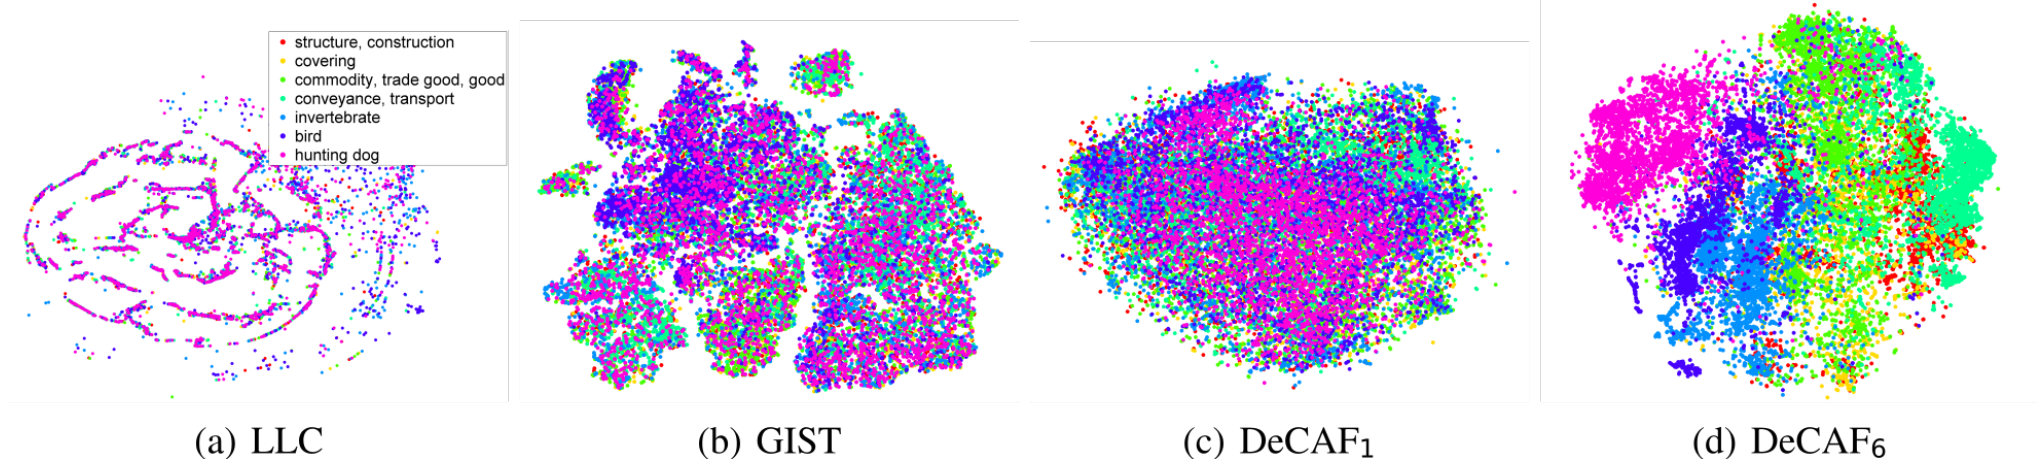 structure, construction
covering
commodity, trade good, good
conveyance, transport
invertebrate
bird
hunting dog
(a) LLC
(b) GIST
(c) DeCAF₁
(d) DeCAF₆